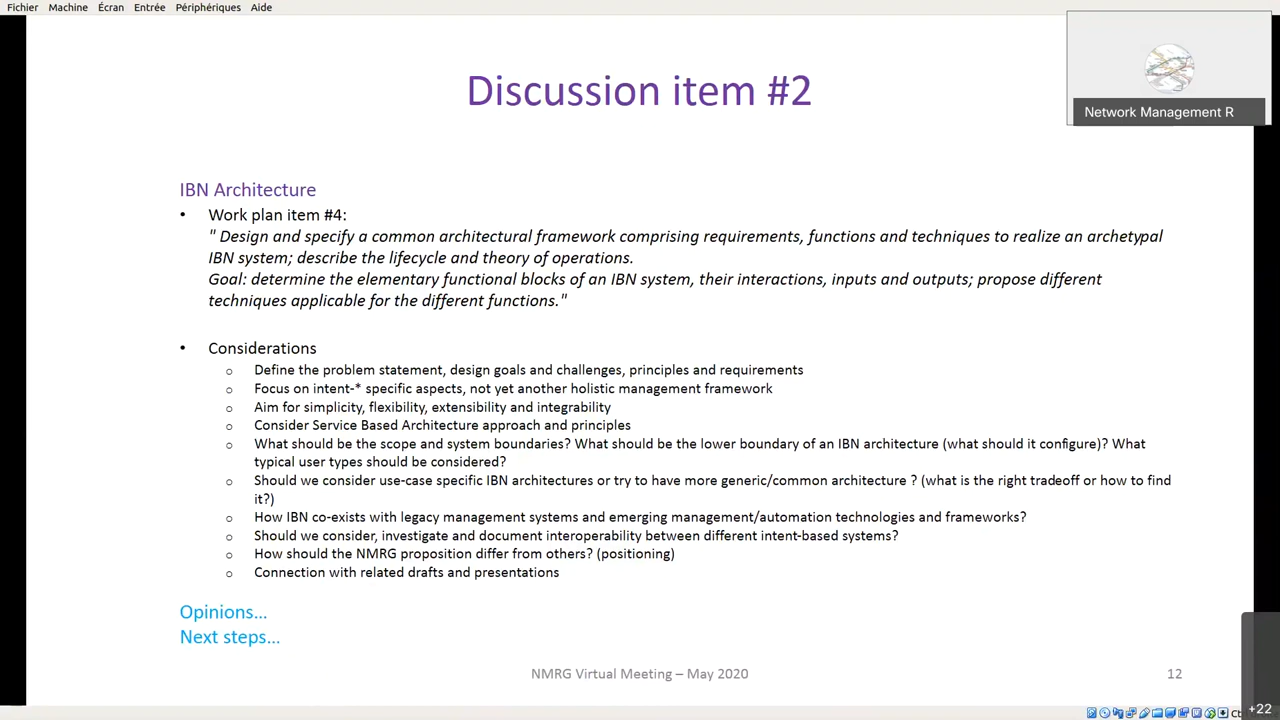 Fichier Machine Écran Entrée Périphériques Aide
Discussion item #2
Network Management R
IBN Architecture
• Work plan item #4:
" Design and specify a common architectural framework comprising requirements, functions and techniques to realize an archetypal
IBN system; describe the lifecycle and theory of operations.
Goal: determine the elementary functional blocks of an IBN system, their interactions, inputs and outputs; propose different
techniques applicable for the different functions."
• Considerations
o Define the problem statement, design goals and challenges, principles and requirements
o Focus on intent-* specific aspects, not yet another holistic management framework
o Aim for simplicity, flexibility, extensibility and integrability
o Consider Service Based Architecture approach and principles
o What should be the scope and system boundaries? What should be the lower boundary of an IBN architecture (what should it configure)? What
typical user types should be considered?
o Should we consider use-case specific IBN architectures or try to have more generic/common architecture ? (what is the right tradeoff or how to find
it?)
o How IBN co-exists with legacy management systems and emerging management/automation technologies and frameworks?
o Should we consider, investigate and document interoperability between different intent-based systems?
o How should the NMRG proposition differ from others? (positioning)
o Connection with related drafts and presentations
Opinions...
Next steps...
NMRG Virtual Meeting – May 2020
12
+22